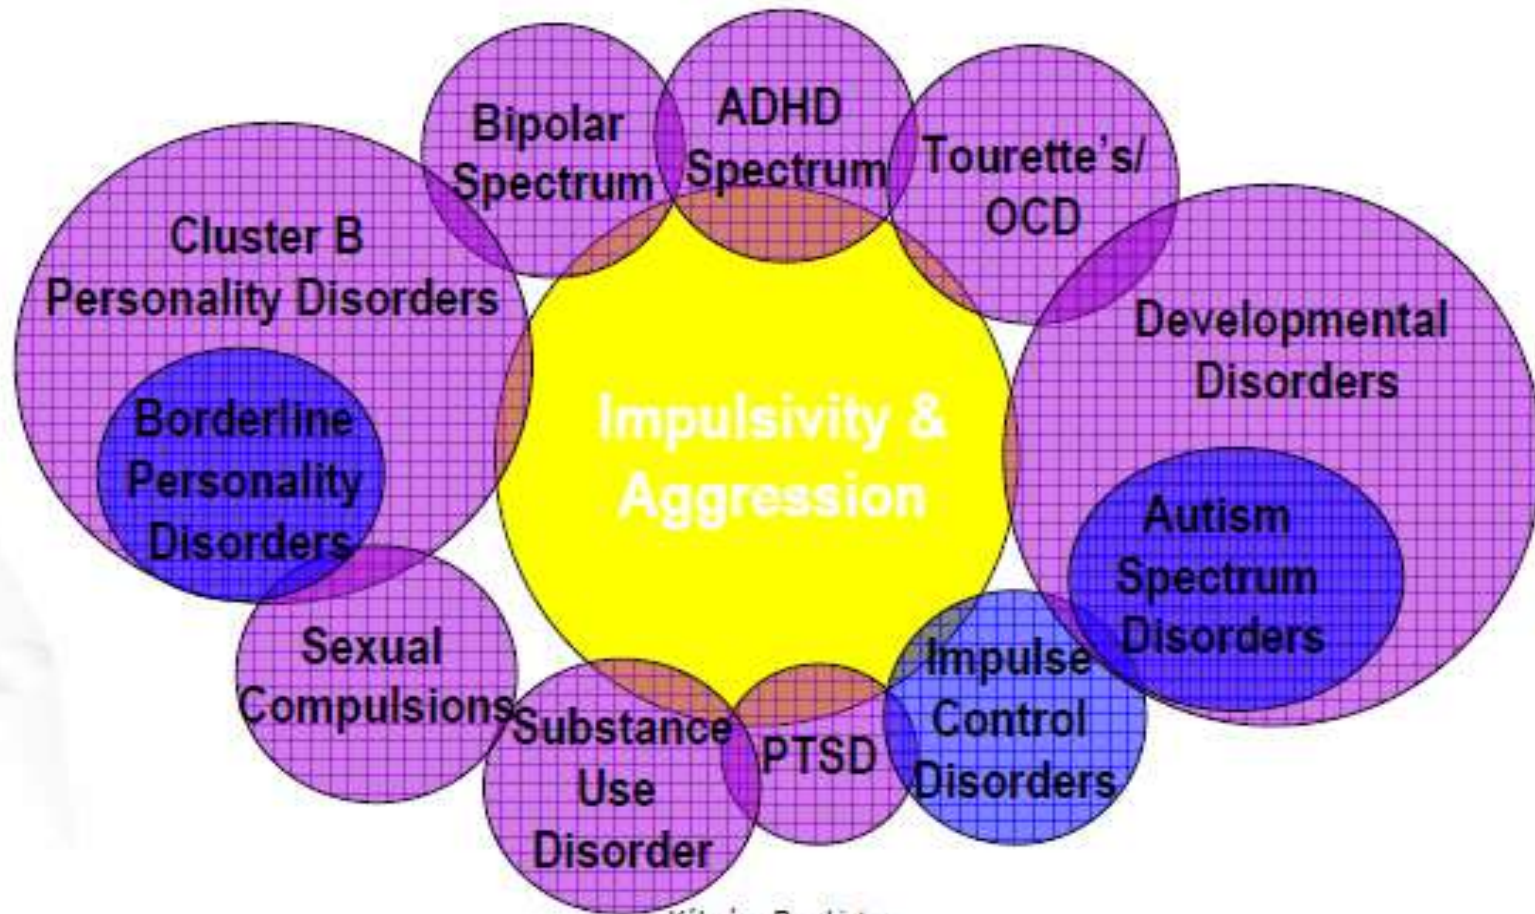 Bipolar
Spectrum
ADHD
Spectrum
Tourette's/
OCD
Cluster B
Personality Disorders
Developmental
Disorders
Borderline
Personality
Disorders
Impulsivity &
Aggression
Autism
Spectrum
Disorders
Sexual
Compulsions
Substance
Use
Disorder
PTSD
Impulse
Control
Disorders